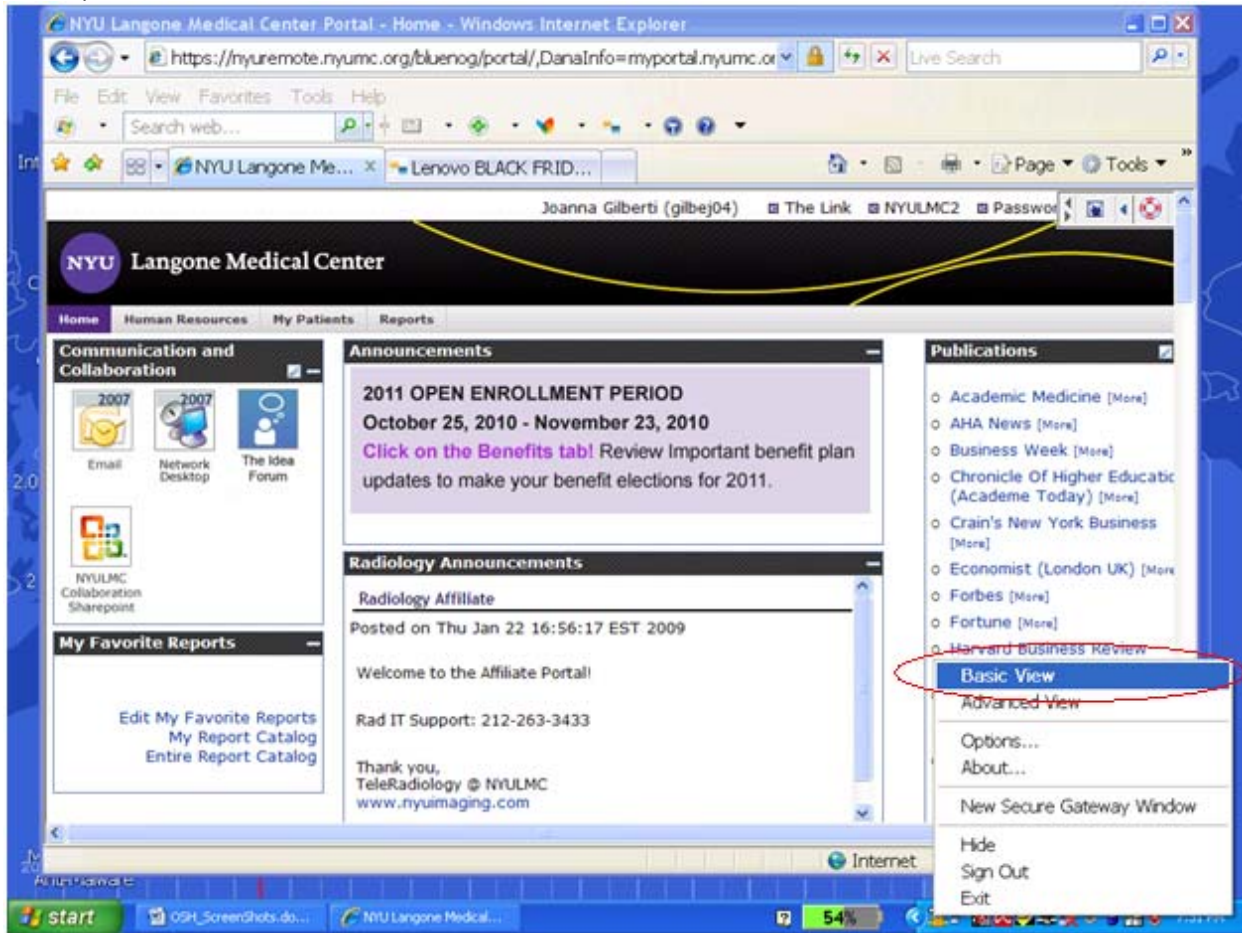 NYU Langone Medical Center Portal - Home - Windows Internet Explorer
https://nyuremote.nyumc.org/bluenog/portal/,DanaInfo=myportal.nyumc.or
Live Search
File Edit View Favorites Tools Help
Search web...
NYU Langone Me... x Lenovo BLACK FRID...
Page Tools »
Joanna Gilberti (gilbej04) The Link NYULMC2 Passwor
NYU Langone Medical Center
Home Human Resources My Patients Reports
Communication and
Collaboration
2007
2007
Email
Network
Desktop
The Idea
Forum
NYULMC
Collaboration
Sharepoint
My Favorite Reports
Edit My Favorite Reports
My Report Catalog
Entire Report Catalog
Announcements
2011 OPEN ENROLLMENT PERIOD
October 25, 2010 - November 23, 2010
Click on the Benefits tab! Review Important benefit plan
updates to make your benefit elections for 2011.
Radiology Announcements
Radiology Affiliate
Posted on Thu Jan 22 16:56:17 EST 2009
Welcome to the Affiliate Portal!
Rad IT Support: 212-263-3433
Thank you,
TeleRadiology @ NYULMC
www.nyuimaging.com
Publications
Academic Medicine [More]
AHA News [More]
Business Week [More]
Chronicle Of Higher Educatio
(Academe Today) [More]
Crain's New York Business
[More]
Economist (London UK) [More
Forbes [More]
Fortune [More]
Harvard Business Review
Basic View
Advanced View
Options...
About...
New Secure Gateway Window
Hide
Sign Out
Exit
Internet
start OSH_ScreenShots.do... NYU Langone Medical... 54%